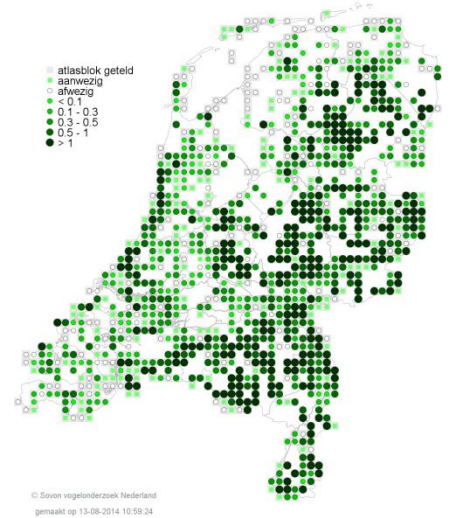 atlasblok geteld
aanwezig
afwezig
< 0.1
0.1 - 0.3
0.3 - 0.5
0.5 - 1
> 1
© Sovon vogelonderzoek Nederland
gemaakt op 13-08-2014 10:59:24